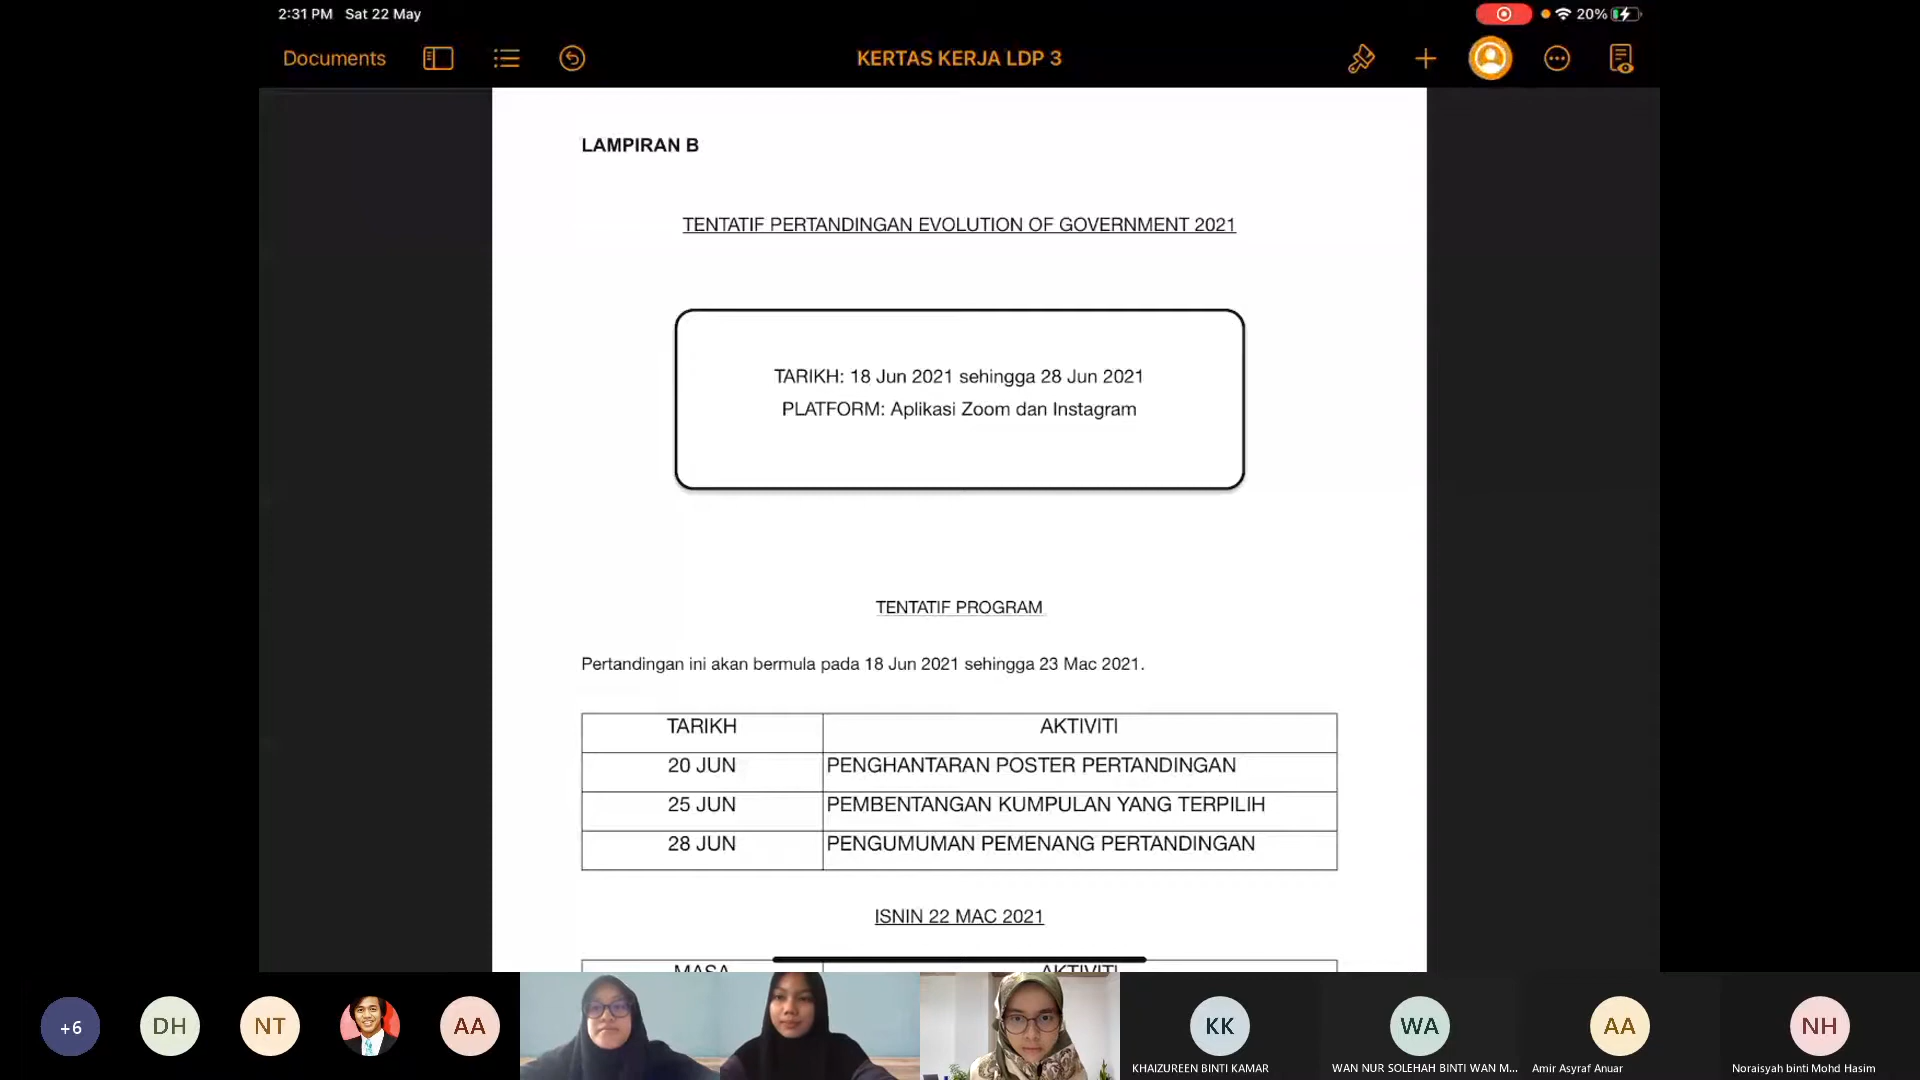 2:31 PM Sat 22 May
20%
Documents
KERTAS KERJA LDP 3
LAMPIRAN B
TENTATIF PERTANDINGAN EVOLUTION OF GOVERNMENT 2021
TARIKH: 18 Jun 2021 sehingga 28 Jun 2021
PLATFORM: Aplikasi Zoom dan Instagram
TENTATIF PROGRAM
Pertandingan ini akan bermula pada 18 Jun 2021 sehingga 23 Mac 2021.
TARIKH AKTIVITI
20 JUN PENGHANTARAN POSTER PERTANDINGAN
25 JUN PEMBENTANGAN KUMPULAN YANG TERPILIH
28 JUN PENGUMUMAN PEMENANG PERTANDINGAN
ISNIN 22 MAC 2021
MASA AKTIVITI
+6 DH NT AA KK WA AA NH
KHAIZUREEN BINTI KAMAR WAN NUR SOLEHAH BINTI WAN M... Amir Asyraf Anuar Noraisyah binti Mohd Hasim